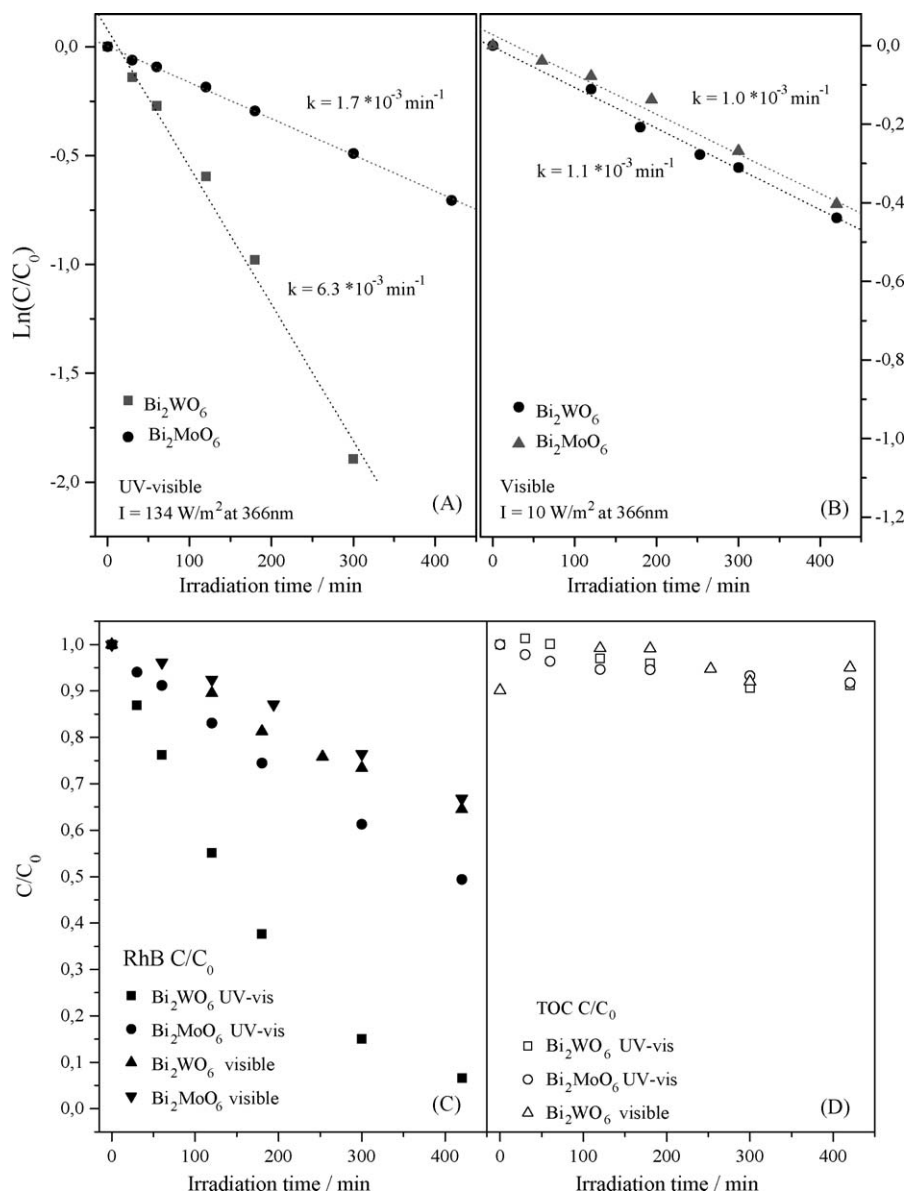 0,0
-0,5
-1,0
-1,5
-2,0
Ln(C/C0)
k = 1.7 *10-3 min-1
k = 6.3 *10-3 min-1
Bi2WO6
Bi2MoO6
UV-visible
I = 134 W/m2 at 366nm
(A)
0 100 200 300 400
Irradiation time / min
k = 1.0 *10-3 min-1
k = 1.1 *10-3 min-1
Bi2WO6
Bi2MoO6
Visible
I = 10 W/m2 at 366nm
(B)
0,0
-0,2
-0,4
-0,6
-0,8
-1,0
-1,2
0 100 200 300 400
Irradiation time / min
1,0
0,9
0,8
0,7
0,6
0,5
0,4
0,3
0,2
0,1
0,0
C/C0
RhB C/C0
Bi2WO6 UV-vis
Bi2MoO6 UV-vis
Bi2WO6 visible
Bi2MoO6 visible
(C)
0 100 200 300 400
Irradiation time / min
TOC C/C0
Bi2WO6 UV-vis
Bi2MoO6 UV-vis
Bi2WO6 visible
(D)
0 100 200 300 400
Irradiation time / min